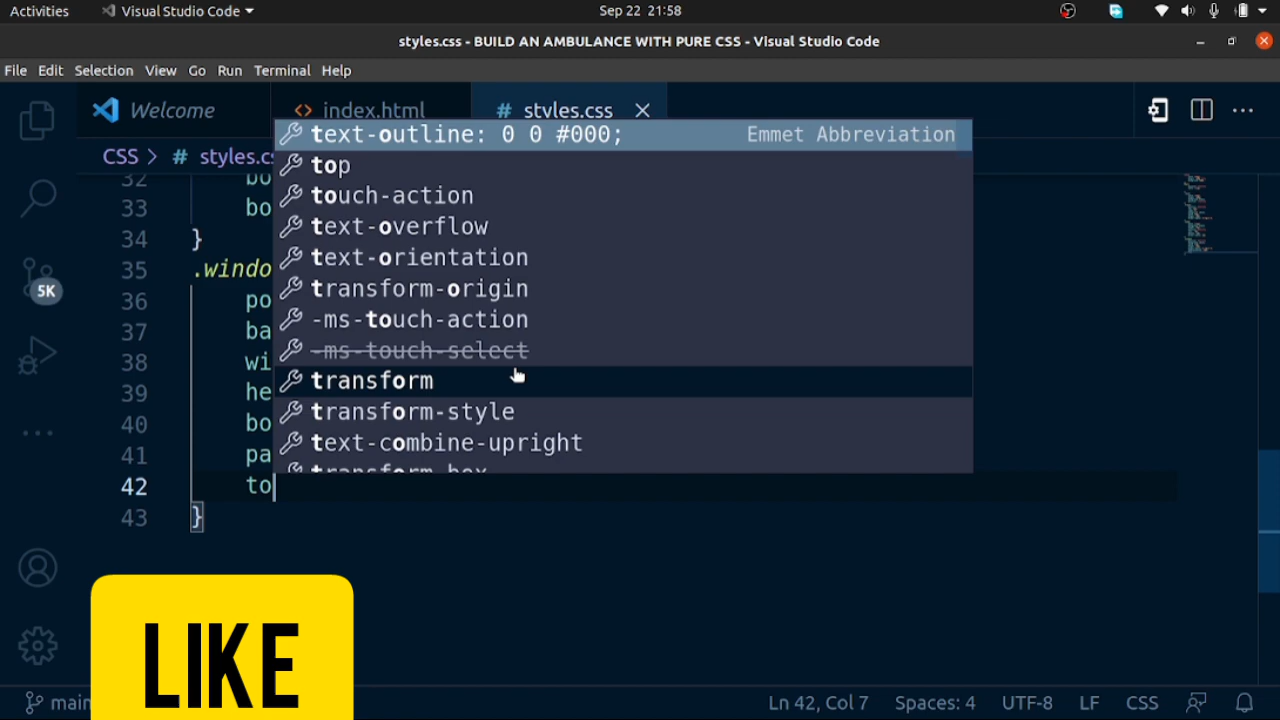 Activities Visual Studio Code Sep 22 21:58
styles.css - BUILD AN AMBULANCE WITH PURE CSS - Visual Studio Code
File Edit Selection View Go Run Terminal Help
Welcome <> index.html # styles.css
CSS > # styles.cs
text-outline: 0 0 #000; Emmet Abbreviation
top
touch-action
text-overflow
text-orientation
transform-origin
-ms-touch-action
-ms-touch-select
transform
transform-style
text-combine-upright
transform-box
32 bo
33 bo
34 }
35 .windo
36 po
37 ba
38 wi
39 he
40 bo
41 pa
42 to
43 }
5K
LIKE
main Ln 42, Col 7 Spaces: 4 UTF-8 LF CSS